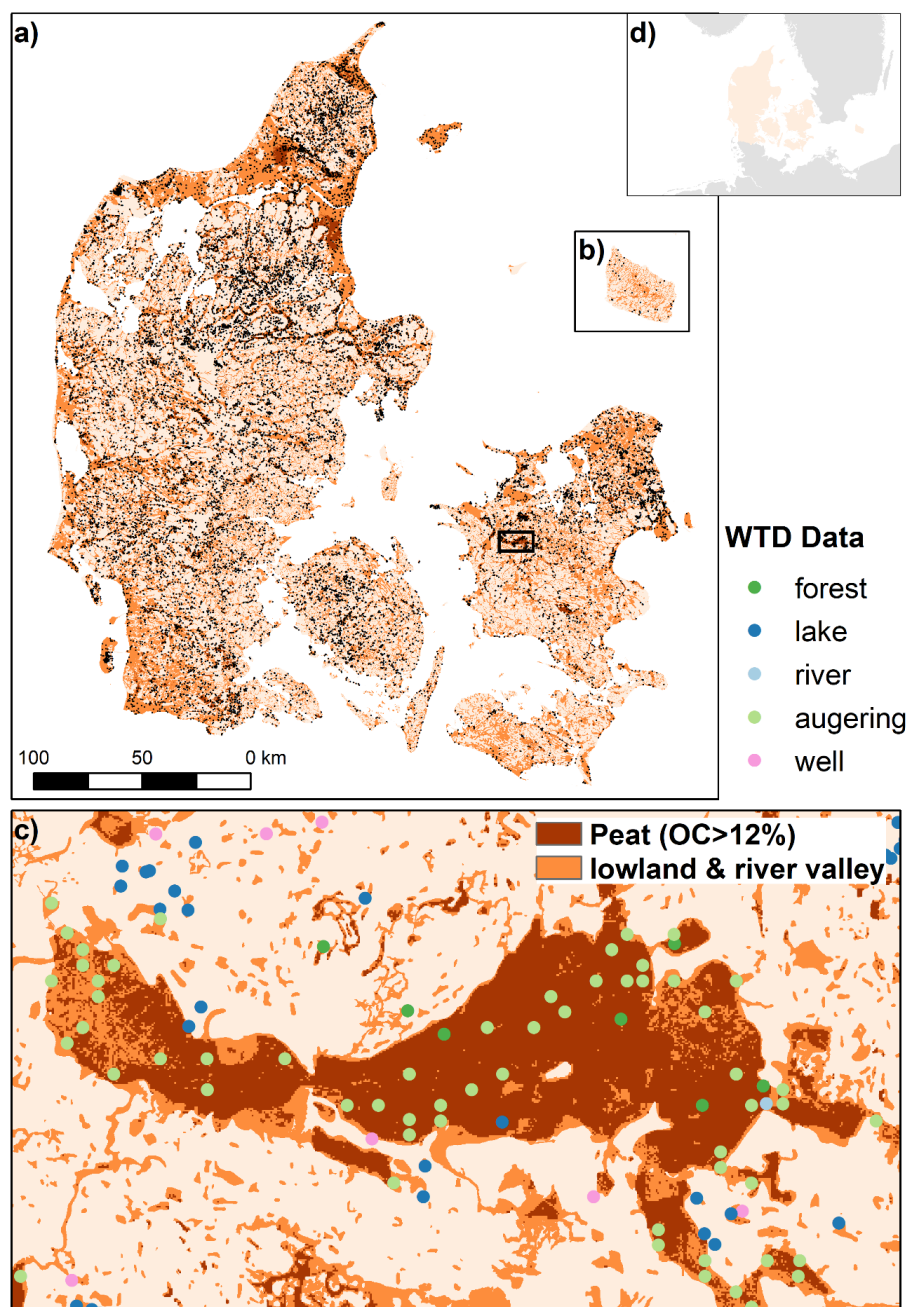 a)
d)
b)
WTD Data
forest
lake
river
augering
well
100 50 0 km
c)
Peat (OC>12%)
lowland & river valley